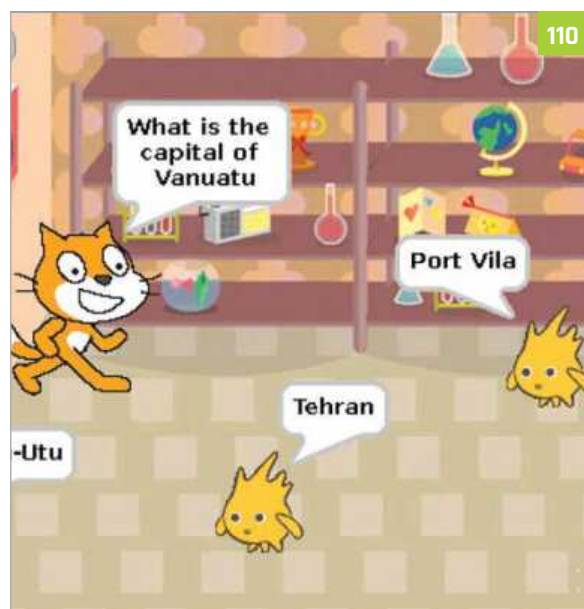 110
What is the
capital of
Vanuatu
Port Vila
Tehran
-Utu